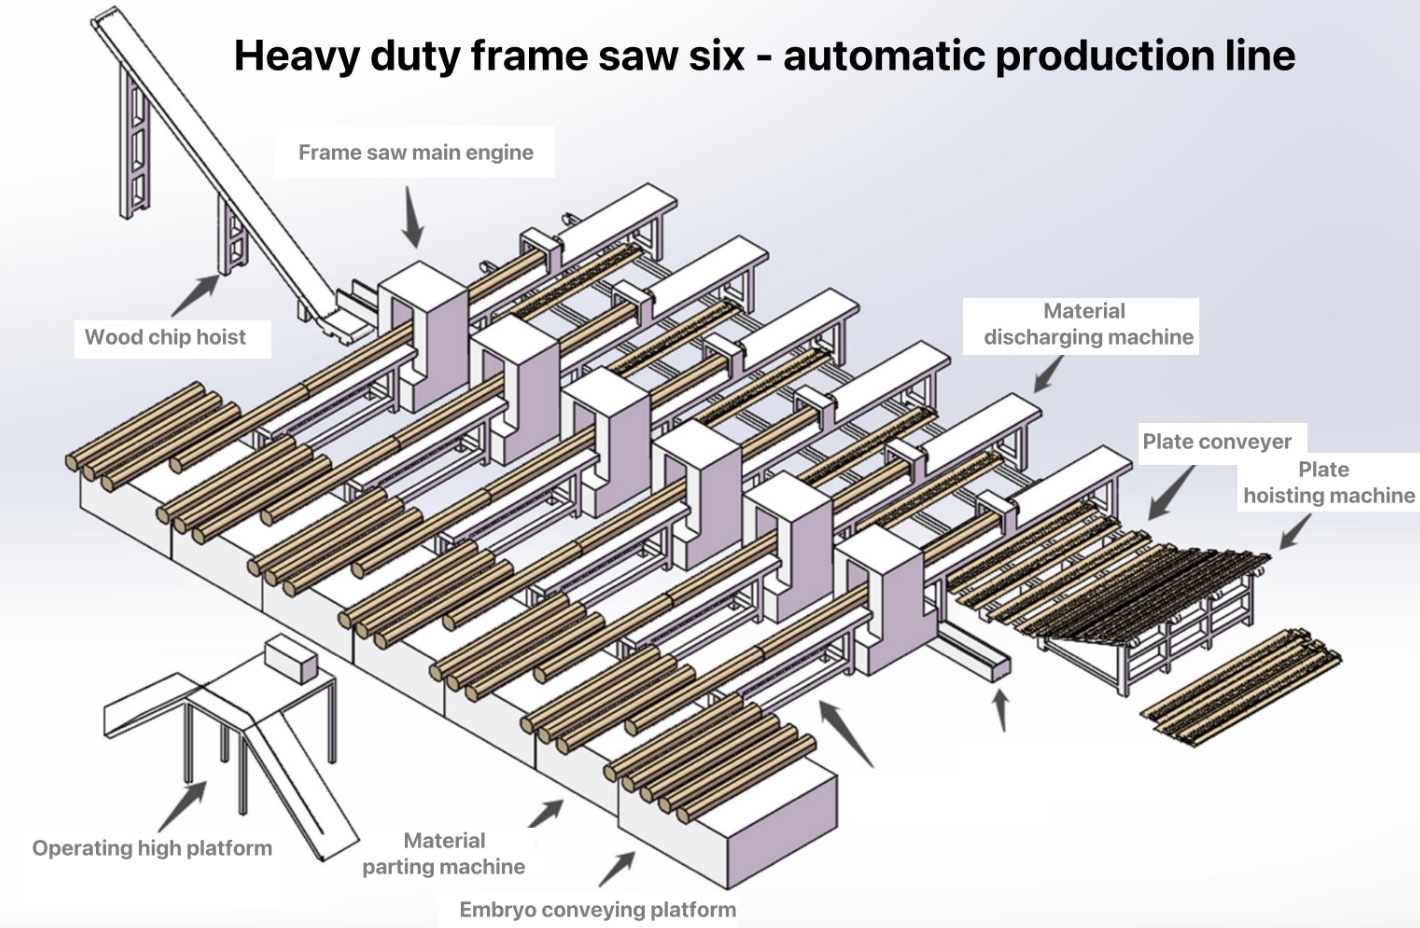 Heavy duty frame saw six - automatic production line
Frame saw main engine
Wood chip hoist
Material
discharging machine
Plate conveyer
Plate
hoisting machine
Operating high platform
Material
parting machine
Embryo conveying platform